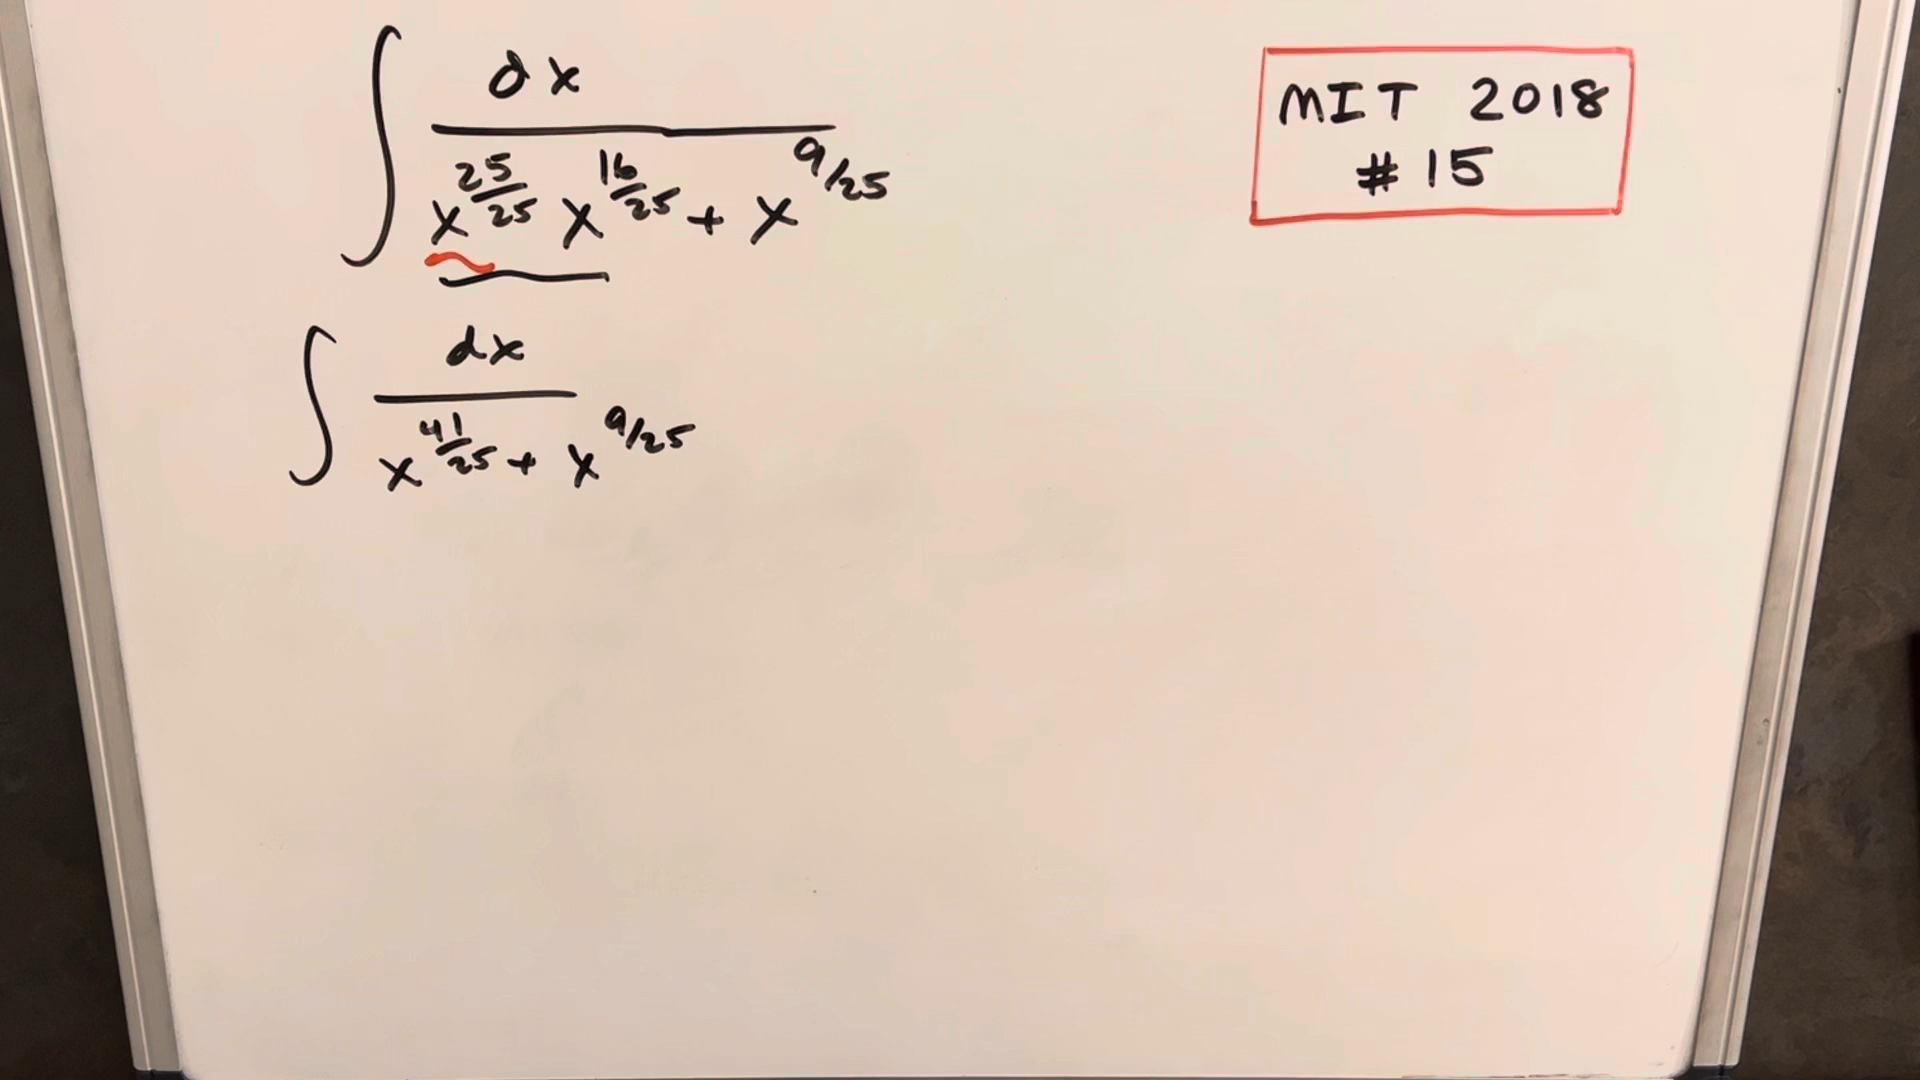 ∫ dx / (x^{25/25} x^{16/25} + x^{9/25})
MIT 2018
# 15
∫ dx / (x^{41/25} + x^{9/25})